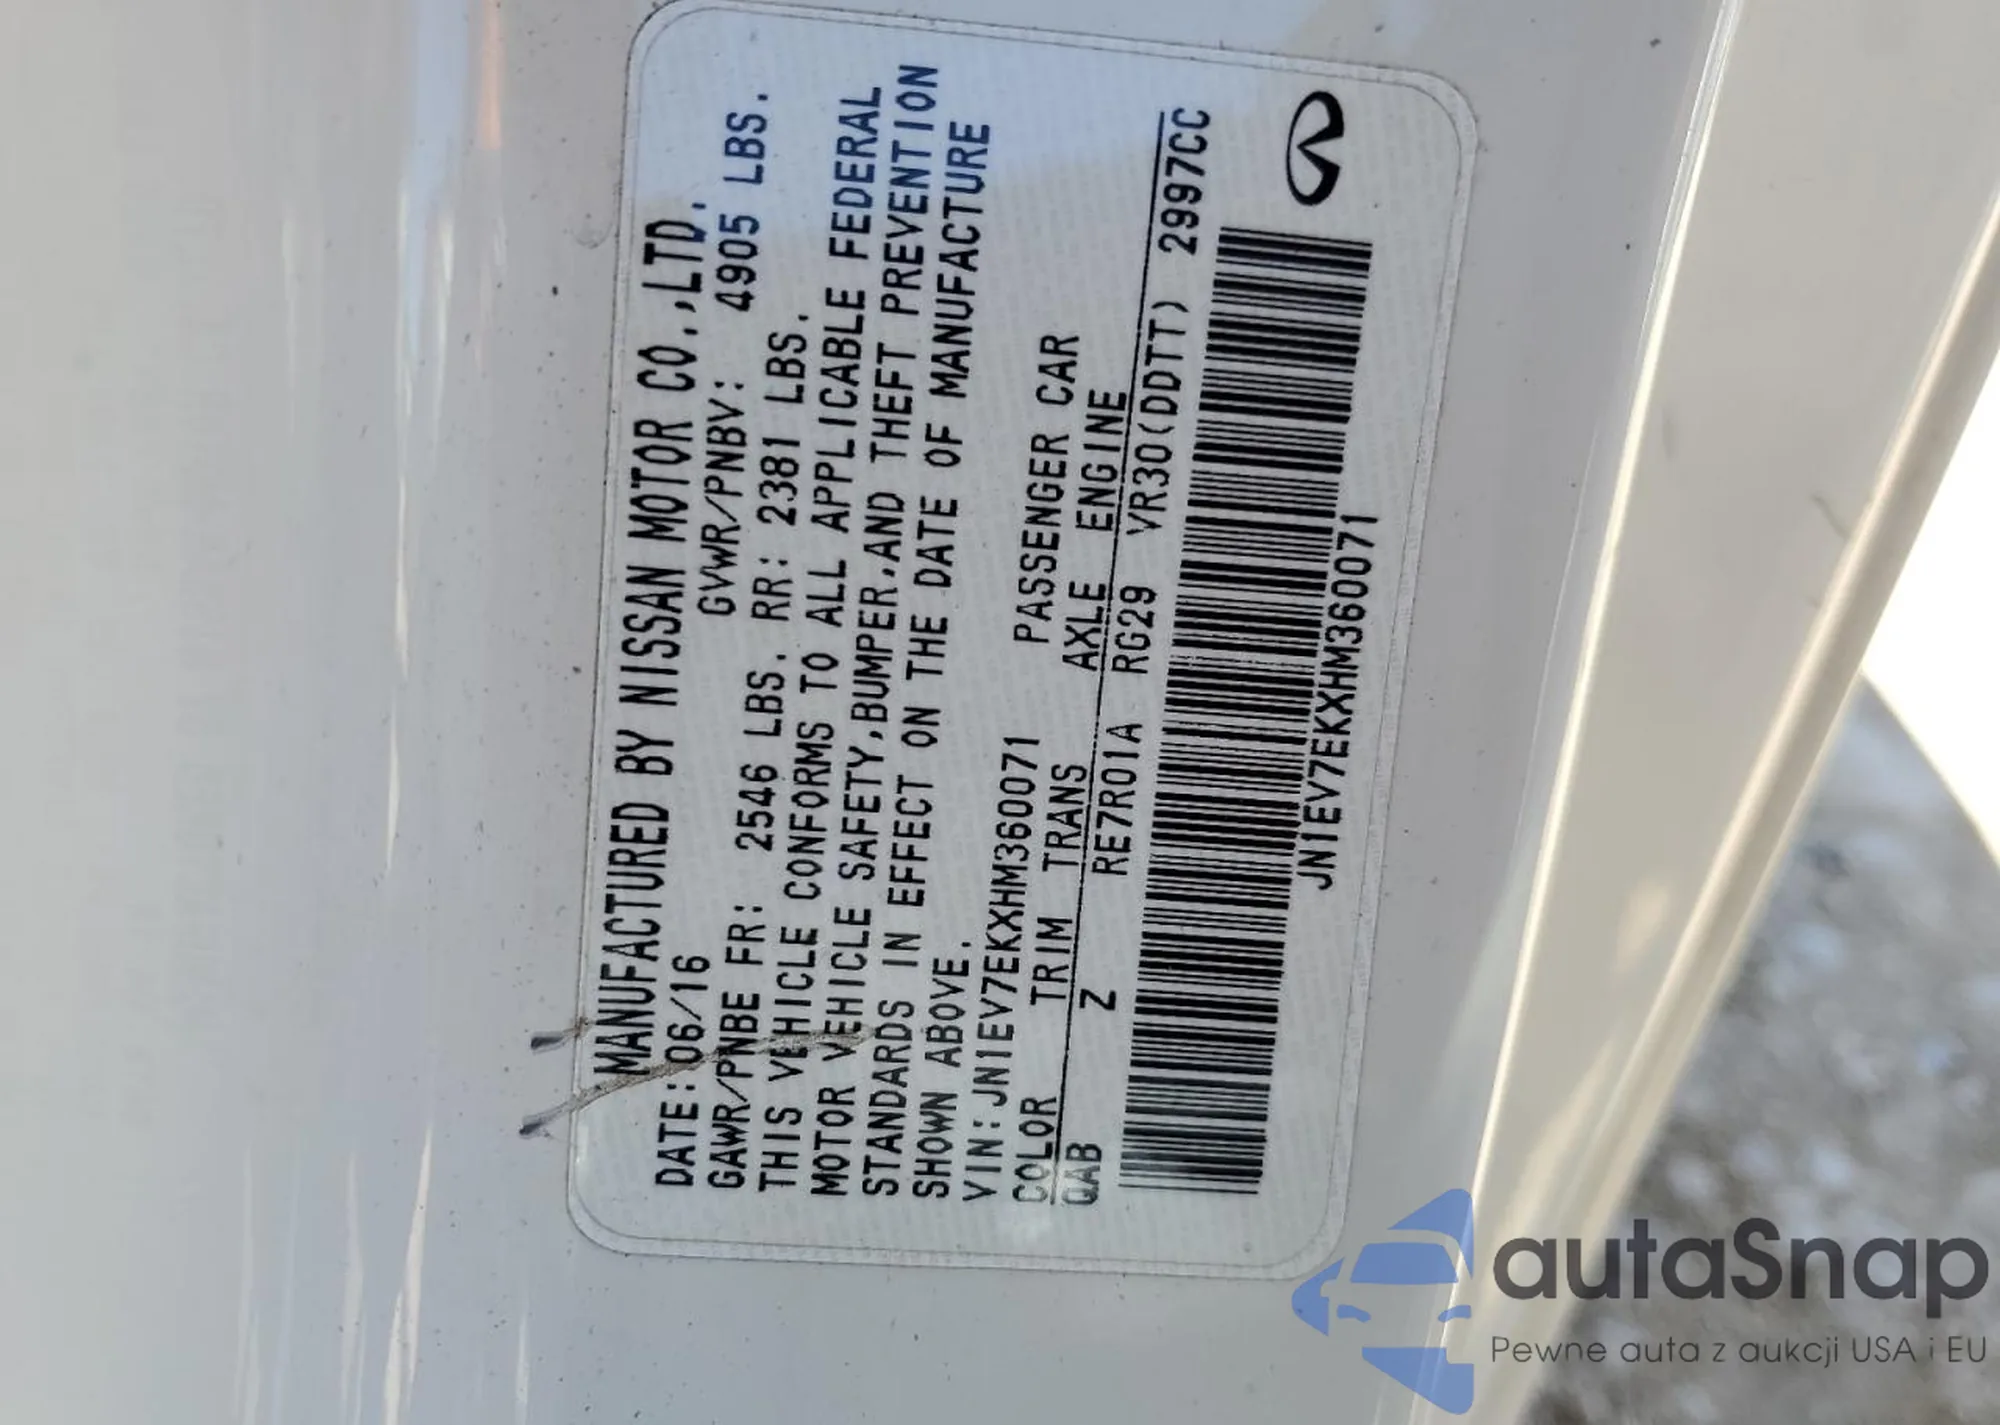 MANUFACTURED BY NISSAN MOTOR CO.,LTD.
DATE:06/16 GVWR/PNBV: 4905 LBS.
GAWR/PNBE FR: 2546 LBS. RR: 2381 LBS.
THIS VEHICLE CONFORMS TO ALL APPLICABLE FEDERAL
MOTOR VEHICLE SAFETY,BUMPER,AND THEFT PREVENTION
STANDARDS IN EFFECT ON THE DATE OF MANUFACTURE
SHOWN ABOVE.
VIN:JN1EV7EKXHM360071 PASSENGER CAR
COLOR TRIM TRANS AXLE ENGINE
QAB Z RE7R01A RG29 VR30(DDTT) 2997CC
JN1EV7EKXHM360071
autaSnap
Pewne auta z aukcji USA i EU